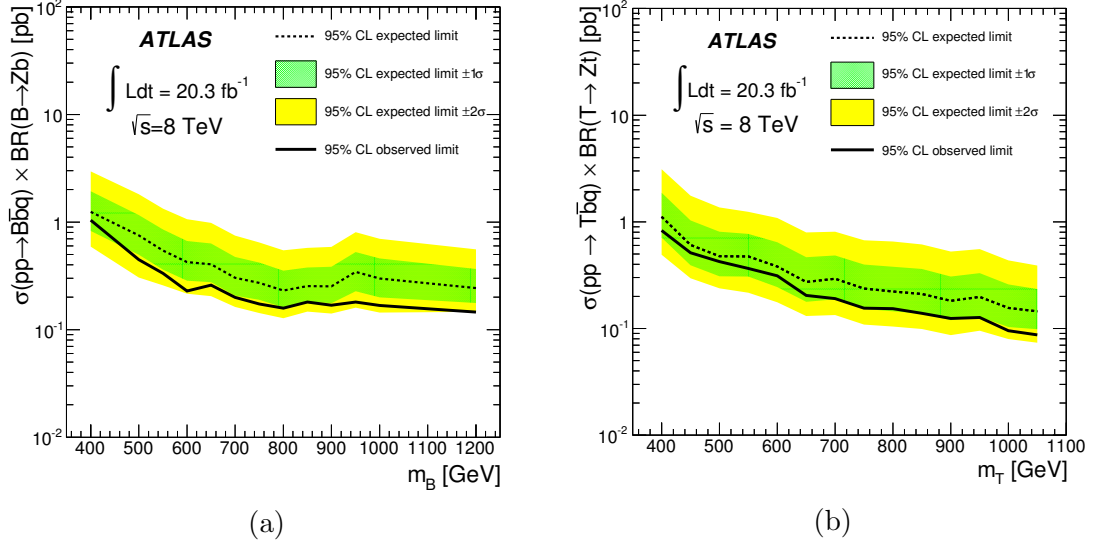 σ(pp→Bb̄q) × BR(B→Zb) [pb]
10²
10
1
10⁻¹
10⁻²
ATLAS
∫ Ldt = 20.3 fb⁻¹
√s=8 TeV
95% CL expected limit
95% CL expected limit ±1σ
95% CL expected limit ±2σ
95% CL observed limit
400 500 600 700 800 900 1000 1100 1200
m_B [GeV]
(a)
σ(pp → Tb̄q) × BR(T→ Zt) [pb]
10²
10
1
10⁻¹
10⁻²
ATLAS
∫ Ldt = 20.3 fb⁻¹
√s = 8 TeV
95% CL expected limit
95% CL expected limit ±1σ
95% CL expected limit ±2σ
95% CL observed limit
400 500 600 700 800 900 1000 1100
m_T [GeV]
(b)